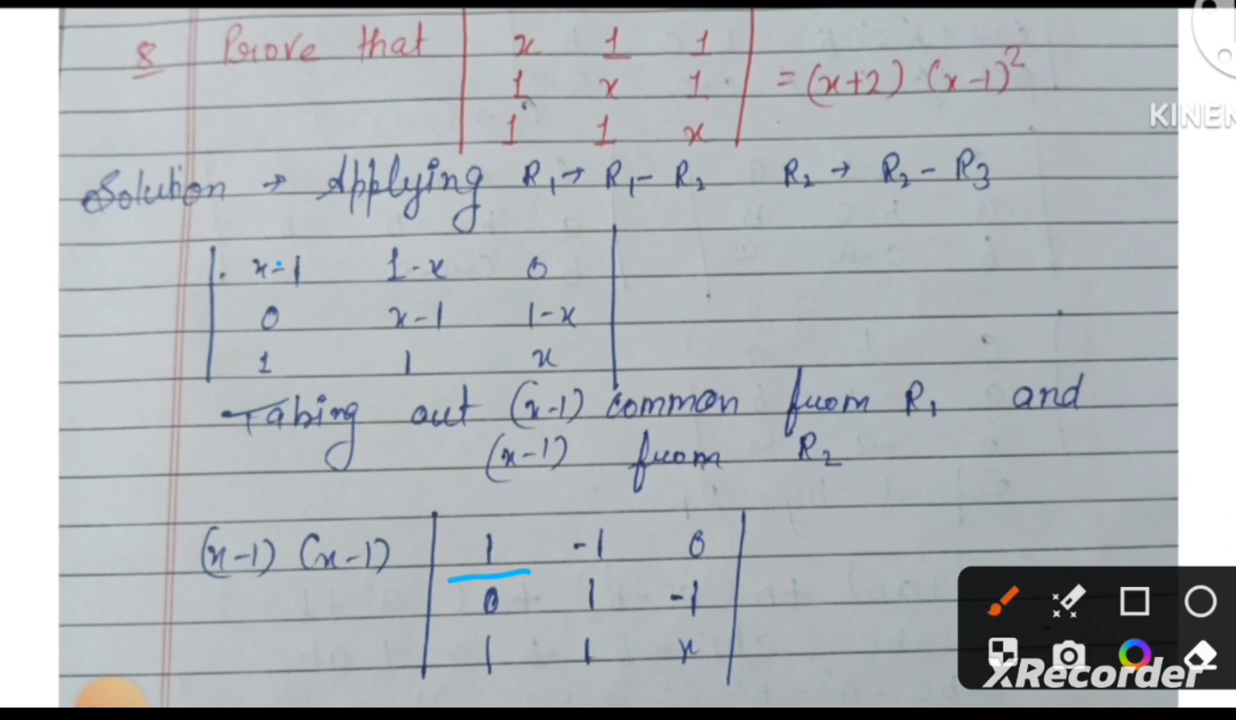 8 Prove that | x 1 1 |
| 1 x 1 | = (x+2) (x-1)²
| 1 1 x |
KINEM
Solution → Applying R₁→ R₁- R₂ R₂ → R₂ - R₃
| x-1 1-x 0 |
| 0 x-1 1-x |
| 1 1 x |
Tabing out (x-1) common from R₁ and
(x-1) from R₂
(x-1) (x-1) | 1 -1 0 |
| 0 1 -1 |
| 1 1 x |
XRecorder